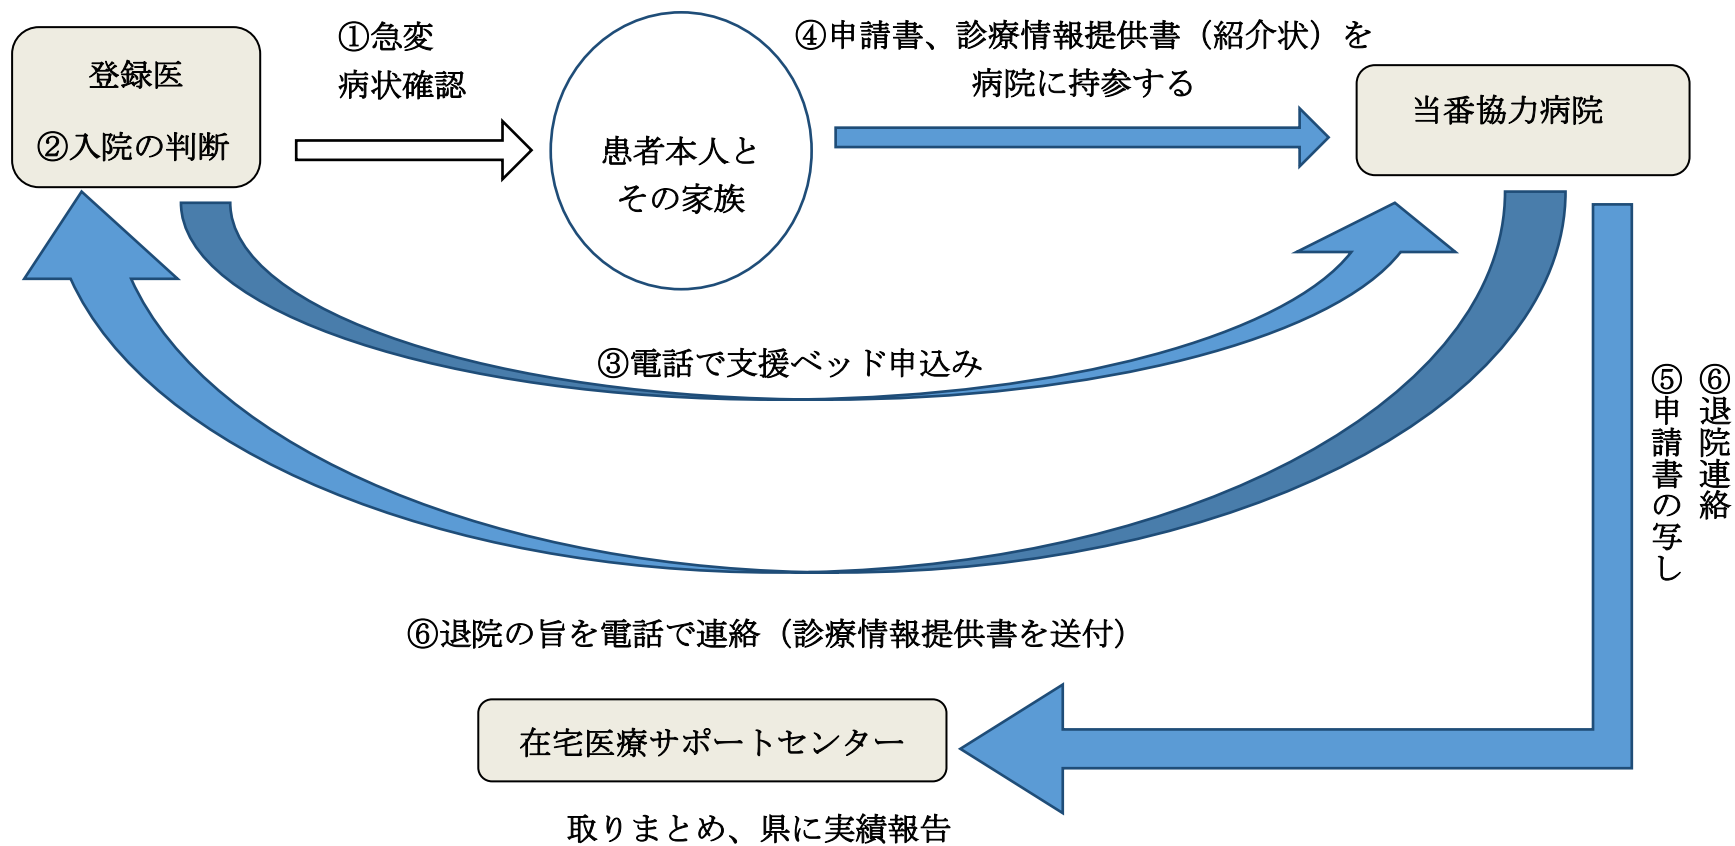 登録医
②入院の判断
①急変
病状確認
患者本人と
その家族
④申請書、診療情報提供書（紹介状）を
病院に持参する
当番協力病院
③電話で支援ベッド申込み
⑥退院連絡
⑤申請書の写し
⑥退院の旨を電話で連絡（診療情報提供書を送付）
在宅医療サポートセンター
取りまとめ、県に実績報告